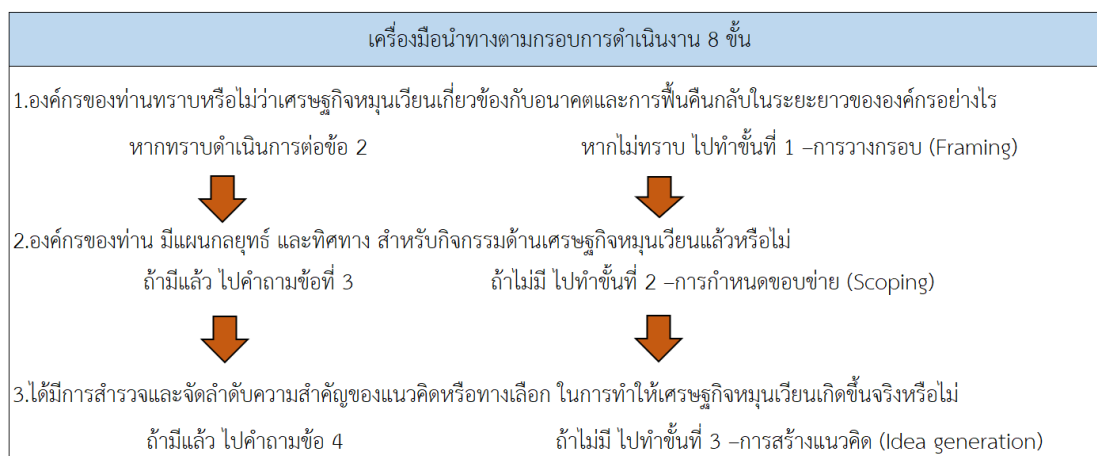 เครื่องมือนำทางตามกรอบการดำเนินงาน 8 ขั้น
1.องค์กรของท่านทราบหรือไม่ว่าเศรษฐกิจหมุนเวียนเกี่ยวข้องกับอนาคตและการฟื้นคืนกลับในระยะยาวขององค์กรอย่างไร
หากทราบดำเนินการต่อข้อ 2 หากไม่ทราบ ไปทำขั้นที่ 1 –การวางกรอบ (Framing)
2.องค์กรของท่าน มีแผนกลยุทธ์ และทิศทาง สำหรับกิจกรรมด้านเศรษฐกิจหมุนเวียนแล้วหรือไม่
ถ้ามีแล้ว ไปคำถามข้อที่ 3 ถ้าไม่มี ไปทำขั้นที่ 2 –การกำหนดขอบข่าย (Scoping)
3.ได้มีการสำรวจและจัดลำดับความสำคัญของแนวคิดหรือทางเลือก ในการทำให้เศรษฐกิจหมุนเวียนเกิดขึ้นจริงหรือไม่
ถ้ามีแล้ว ไปคำถามข้อ 4 ถ้าไม่มี ไปทำขั้นที่ 3 –การสร้างแนวคิด (Idea generation)